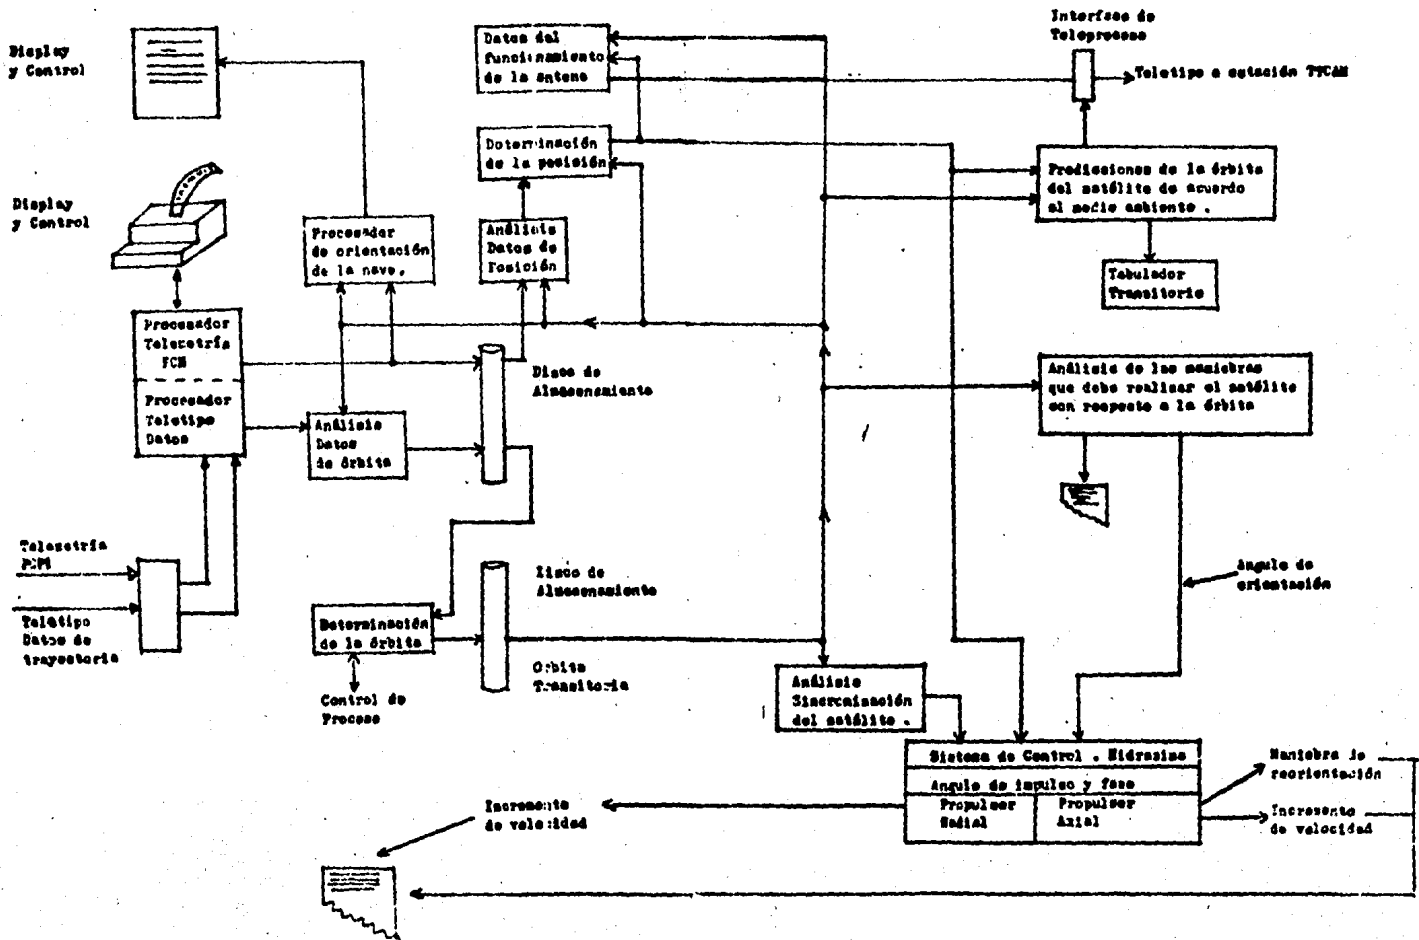 Display
y Control
Display
y Control
Datos del
funcionamiento
de la antena
Determinación
de la posición
Interfase de
Teleproceso
Teletipo a estación TTCAM
Predicciones de la órbita
del satélite de acuerdo
al medio ambiente .
Tabulador
Transitorio
Procesador
de orientación
de la nave .
Análisis
Datos de
Posición
Procesador
Telemetría
PCM
Procesador
Teletipo
Datos
Análisis
Datos
de órbita
Disco de
Almacenamiento
Análisis de las maniobras
que debe realizar el satélite
con respecto a la órbita
Angulo de
orientación
Telemetría
Teletipo
Datos de
trayectoria
Determinación
de la órbita
Control de
Proceso
Disco de
Almacenamiento
Orbita
Transitoria
Análisis
Sincronización
del satélite .
Sistema de Control . Hidrazina
Angulo de impulso y fase
Propulsor
Radial
Propulsor
Axial
Maniobra de
reorientación
Incremento
de velocidad
Incremento
de velocidad